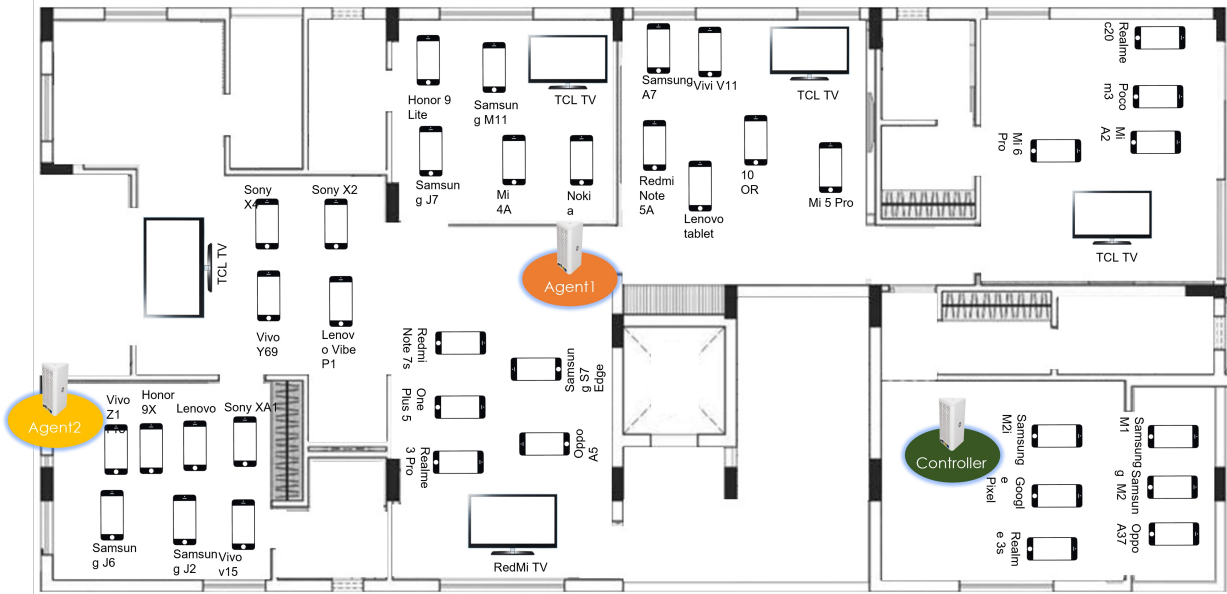 Honor 9
Lite
Samsun
g M11
TCL TV
Samsun
g J7
Mi
4A
Noki
a
Samsung
A7
Vivi V11
TCL TV
Redmi
Note
5A
Lenovo
tablet
10
OR
Mi 5 Pro
Realme
c20
Poco
m3
Mi
A2
Mi 6
Pro
TCL TV
Sony
X4
Sony X2
TCL TV
Vivo
Y69
Lenov
o Vibe
P1
Agent1
Redmi
Note 7s
Samsun
g S7
Edge
One
Plus 5
Oppo
A5
Realme
3 Pro
RedMi TV
Agent2
Vivo
Z1
Honor
9X
Lenovo
Sony XA1
Samsun
g J6
Samsun
g J2
Vivo
v15
Controller
Samsung
M2
Googl
e
Pixel
Realm
e 3s
Samsung
M1
Samsun
g M2
Oppo
A37